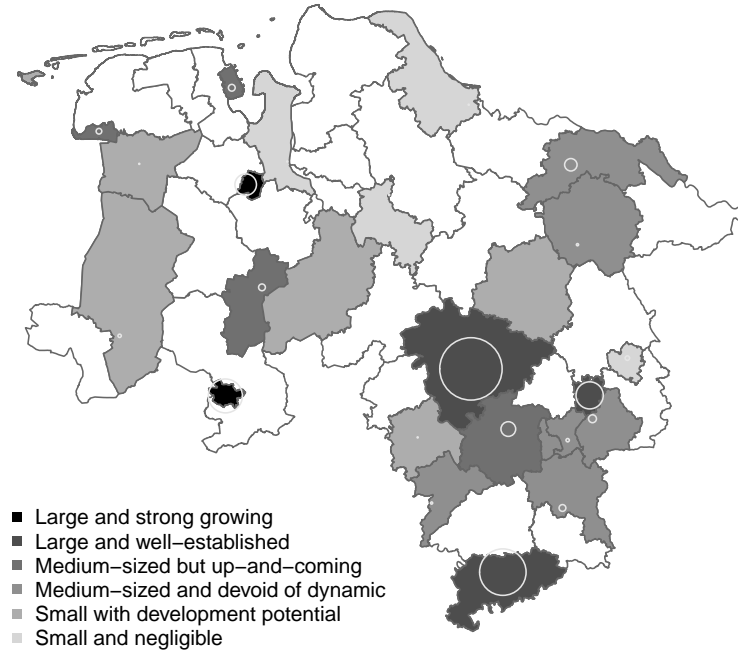 Large and strong growing
Large and well−established
Medium−sized but up−and−coming
Medium−sized and devoid of dynamic
Small with development potential
Small and negligible